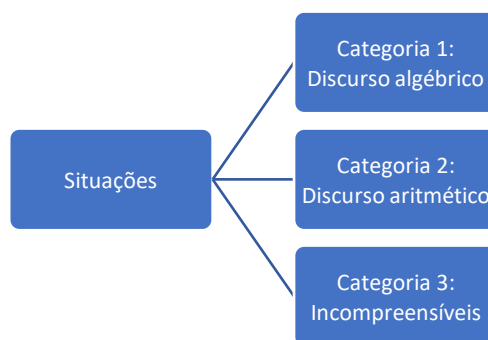 Situações
Categoria 1:
Discurso algébrico
Categoria 2:
Discurso aritmético
Categoria 3:
Incompreensíveis